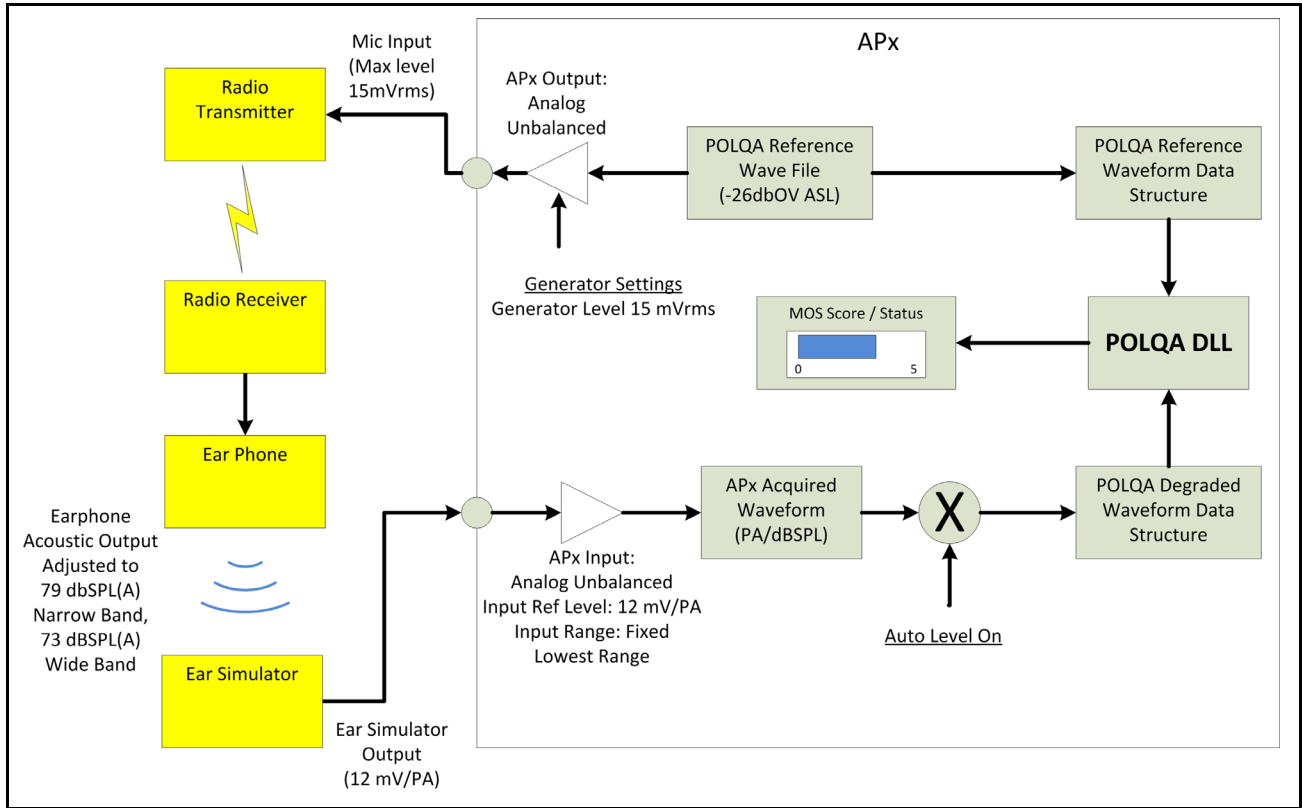 APx
Mic Input
(Max level
15mVrms)
Radio
Transmitter
APx Output:
Analog
Unbalanced
POLQA Reference
Wave File
(-26dbOV ASL)
POLQA Reference
Waveform Data
Structure
Generator Settings
Generator Level 15 mVrms
Radio Receiver
MOS Score / Status
0
5
POLQA DLL
Ear Phone
Earphone
Acoustic Output
Adjusted to
79 dbSPL(A)
Narrow Band,
73 dBSPL(A)
Wide Band
APx Input:
Analog Unbalanced
Input Ref Level: 12 mV/PA
Input Range: Fixed
Lowest Range
APx Acquired
Waveform
(PA/dBSPL)
X
POLQA Degraded
Waveform Data
Structure
Auto Level On
Ear Simulator
Ear Simulator
Output
(12 mV/PA)